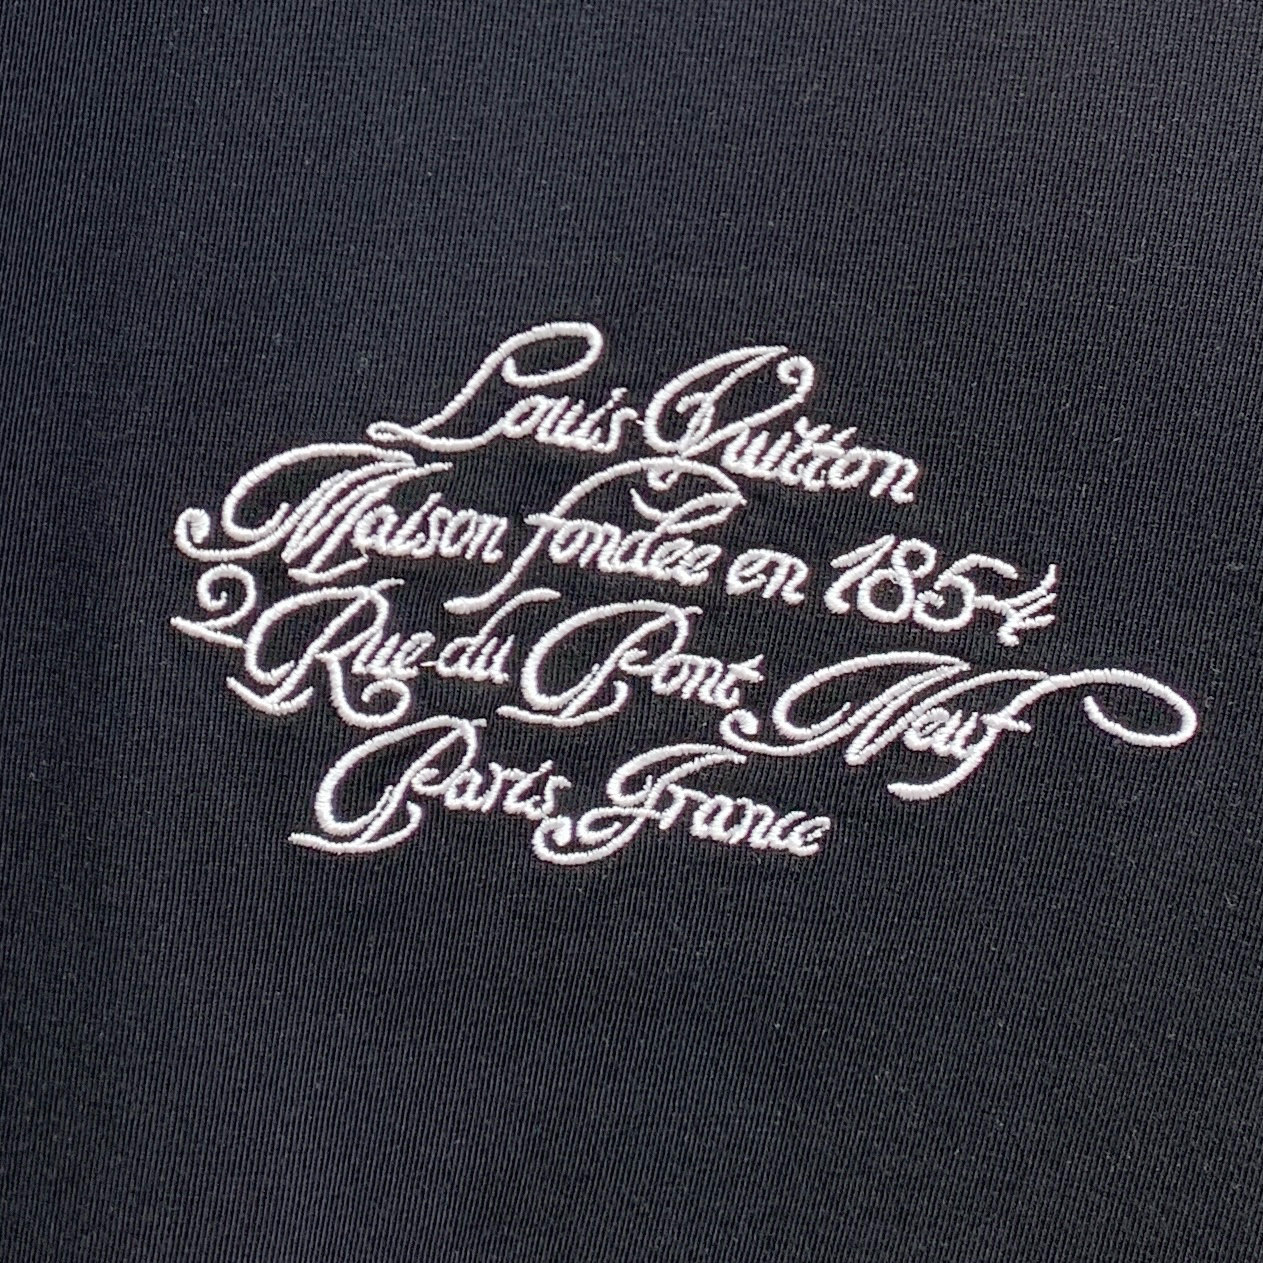 Louis Vuitton
Maison fondée en 1854
2 Rue du Pont Neuf
Paris France